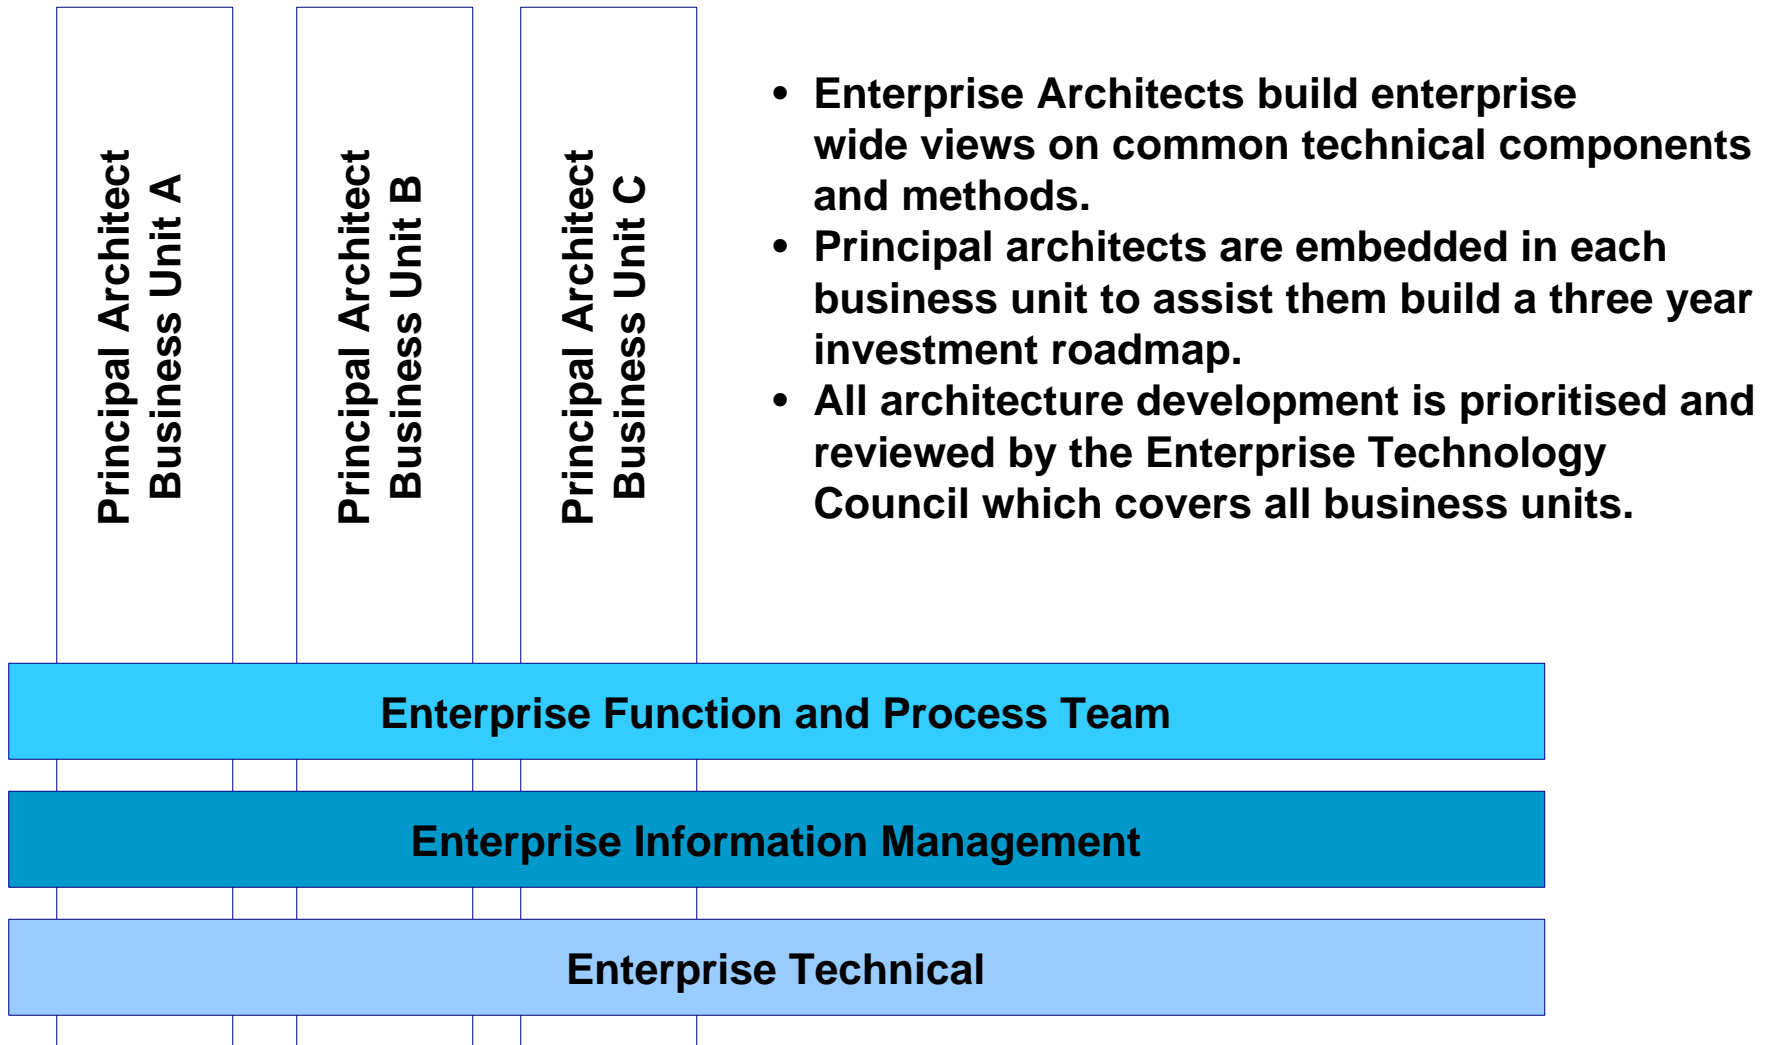 Principal Architect
Business Unit A
Principal Architect
Business Unit B
Principal Architect
Business Unit C
• Enterprise Architects build enterprise
wide views on common technical components
and methods.
• Principal architects are embedded in each
business unit to assist them build a three year
investment roadmap.
• All architecture development is prioritised and
reviewed by the Enterprise Technology
Council which covers all business units.
Enterprise Function and Process Team
Enterprise Information Management
Enterprise Technical